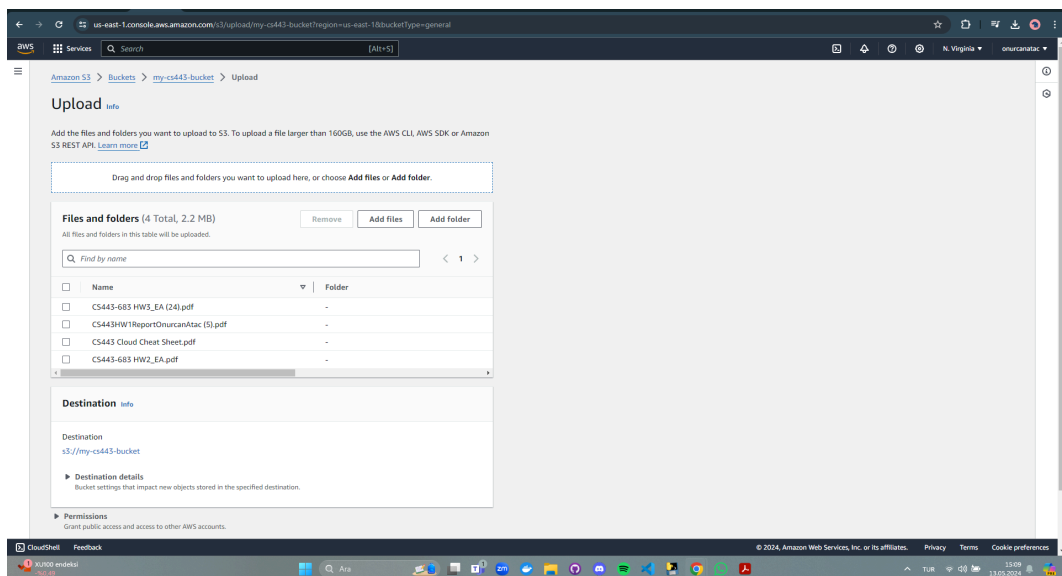 us-east-1.console.aws.amazon.com/s3/upload/my-cs443-bucket?region=us-east-1&bucketType=general
aws Services Search [Alt+S] N. Virginia ▼ onurcanatac ▼
Amazon S3 > Buckets > my-cs443-bucket > Upload
Upload Info
Add the files and folders you want to upload to S3. To upload a file larger than 160GB, use the AWS CLI, AWS SDK or Amazon
S3 REST API. Learn more
Drag and drop files and folders you want to upload here, or choose Add files or Add folder.
Files and folders (4 Total, 2.2 MB) Remove Add files Add folder
All files and folders in this table will be uploaded.
Find by name < 1 >
Name Folder
CS443-683 HW3_EA (24).pdf -
CS443HW1ReportOnurcanAtac (5).pdf -
CS443 Cloud Cheat Sheet.pdf -
CS443-683 HW2_EA.pdf -
Destination Info
Destination
s3://my-cs443-bucket
Destination details
Bucket settings that impact new objects stored in the specified destination.
Permissions
Grant public access and access to other AWS accounts.
CloudShell Feedback © 2024, Amazon Web Services, Inc. or its affiliates. Privacy Terms Cookie preferences
XU100 endeksi
Ara zm TUR 15:09
13.05.2024